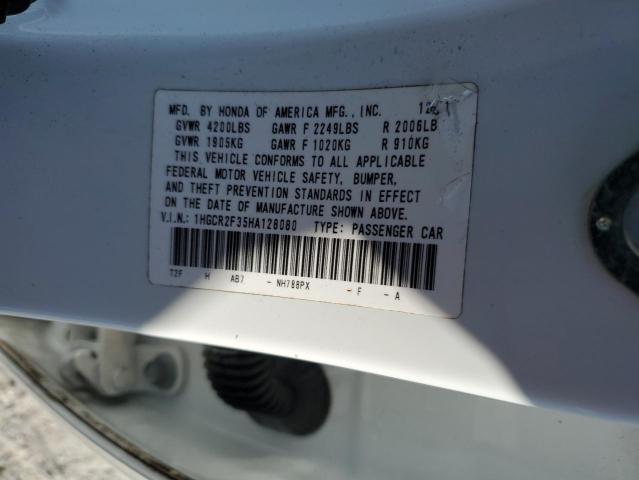 MFD. BY HONDA OF AMERICA MFG., INC.
GVWR 4200LBS GAWR F 2249LBS R 2006LB
GVWR 1905KG GAWR F 1020KG R 910KG
THIS VEHICLE CONFORMS TO ALL APPLICABLE
FEDERAL MOTOR VEHICLE SAFETY, BUMPER,
AND THEFT PREVENTION STANDARDS IN EFFECT
ON THE DATE OF MANUFACTURE SHOWN ABOVE.
V.I.N.: 1HGCR2F35HA128080 TYPE: PASSENGER CAR
T2F H AB7 - NH788PX - F - A